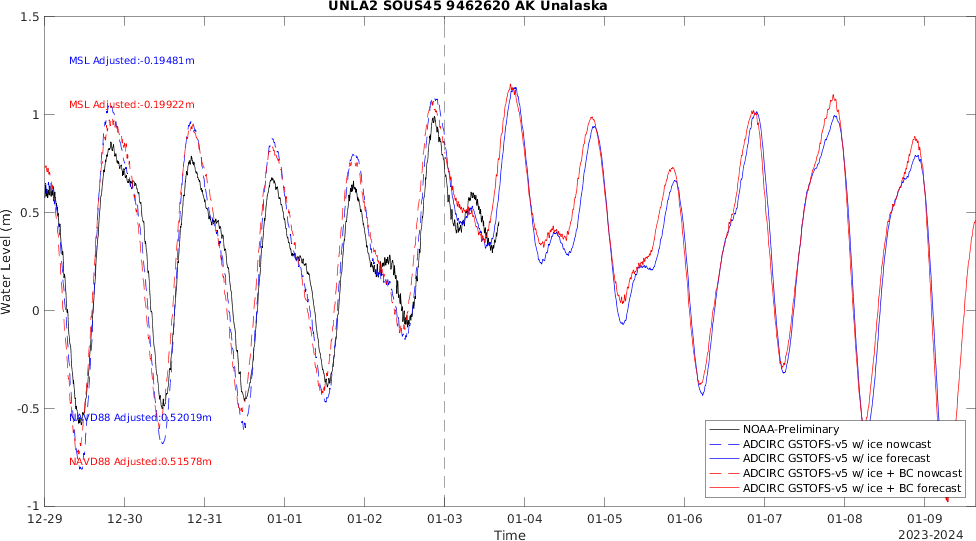 UNLA2 SOUS45 9462620 AK Unalaska
1.5
1
0.5
0
-0.5
-1
Water Level (m)
MSL Adjusted:-0.19481m
MSL Adjusted:-0.19922m
NAVD88 Adjusted:0.52019m
NAVD88 Adjusted:0.51578m
NOAA-Preliminary
ADCIRC GSTOFS-v5 w/ ice nowcast
ADCIRC GSTOFS-v5 w/ ice forecast
ADCIRC GSTOFS-v5 w/ ice + BC nowcast
ADCIRC GSTOFS-v5 w/ ice + BC forecast
12-29 12-30 12-31 01-01 01-02 01-03 01-04 01-05 01-06 01-07 01-08 01-09
Time
2023-2024